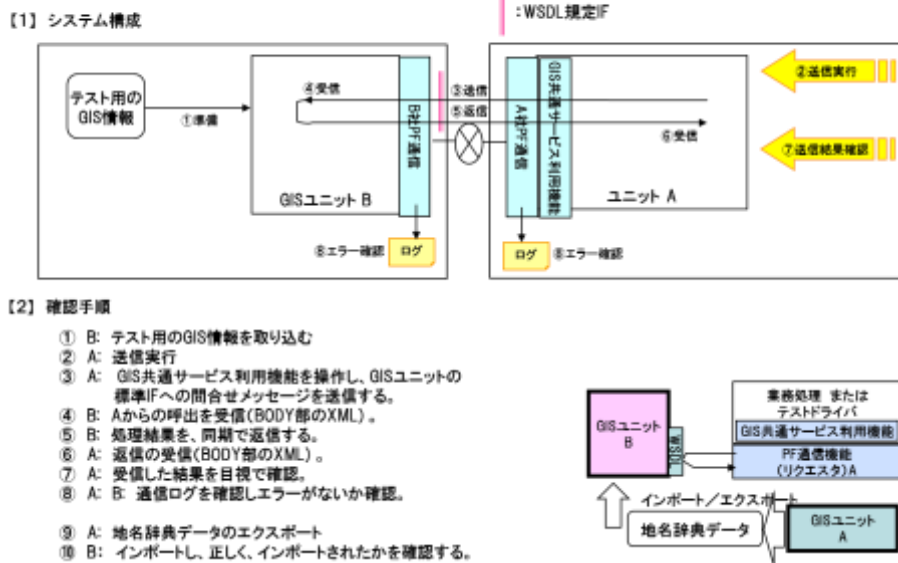 ：WSDL規定IF
【1】 システム構成
テスト用の
GIS情報
①準備
④受信
③送信
⑤返信
⑥受信
B社PF通信
A社PF通信
GIS共通サービス利用機能
②送信実行
⑦送信結果確認
GISユニット B
ユニット A
⑧エラー確認
ログ
ログ
⑧エラー確認
【2】 確認手順
① B: テスト用のGIS情報を取り込む
② A: 送信実行
③ A: GIS共通サービス利用機能を操作し、GISユニットの
標準IFへの問合せメッセージを送信する。
④ B: Aからの呼出を受信(BODY部のXML)。
⑤ B: 処理結果を、同期で返信する。
⑥ A: 返信の受信(BODY部のXML)。
⑦ A: 受信した結果を目視で確認。
⑧ A: B: 通信ログを確認しエラーがないか確認。
⑨ A: 地名辞典データのエクスポート
⑩ B: インポートし、正しく、インポートされたかを確認する。
GISユニット
B
WSDL
業務処理 または
テストドライバ
GIS共通サービス利用機能
PF通信機能
(リクエスタ)A
インポート／エクスポート
地名辞典データ
GISユニット
A